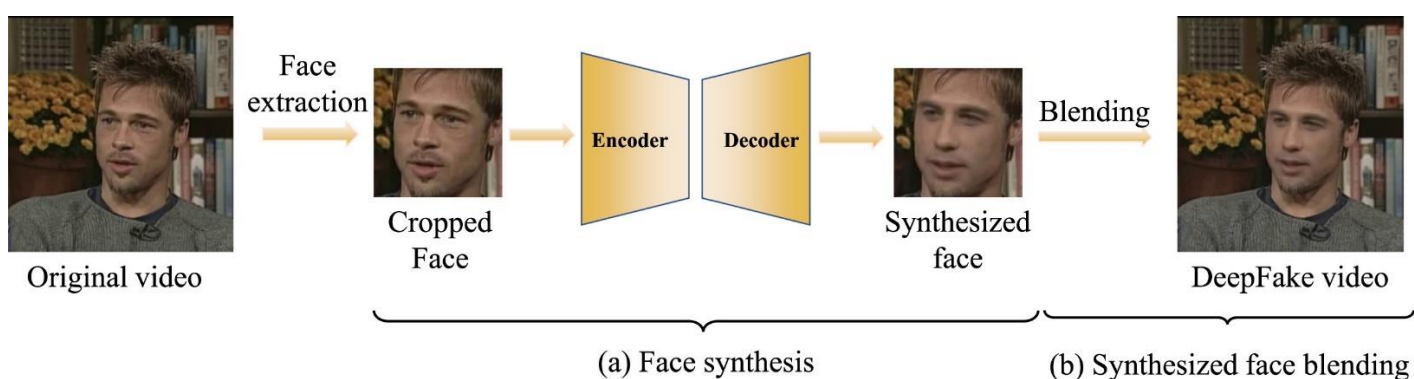 Face
extraction
Encoder
Decoder
Blending
Original video
Cropped
Face
Synthesized
face
DeepFake video
(a) Face synthesis
(b) Synthesized face blending